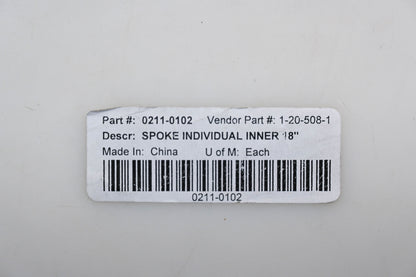 Part #: 0211-0102 Vendor Part #: 1-20-508-1
Descr: SPOKE INDIVIDUAL INNER 18"
Made In: China U of M: Each
0211-0102